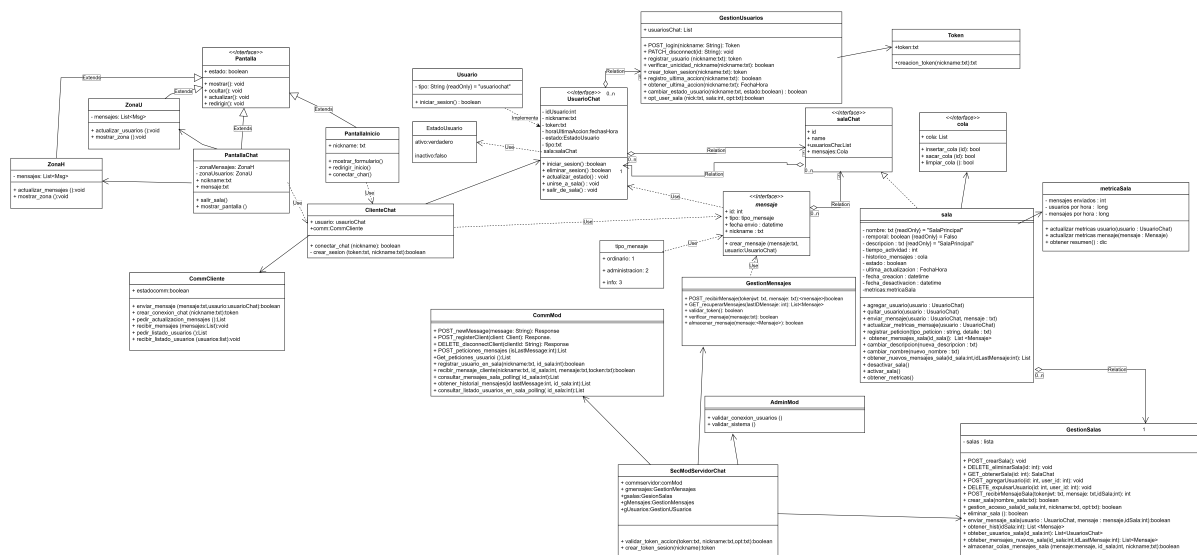 <<interface>>
Pantalla
+ estado: boolean
+ mostrar(): void
+ ocultar(): void
+ actualizar(): void
+ redirigir(): void
Extends
ZonaU
- mensajes: List<Msg>
+ actualizar_usuarios ():void
+ mostrar_zona ():void
Extends
Extends
Extends
ZonaH
- mensajes: List<Msg>
+ actualizar_mensajes ():void
+ mostrar_zona ():void
PantallaChat
- zonaMensajes: ZonaH
- zonaUsuarios: ZonaU
+ ncikname:txt
+ mensaje:txt
+ salir_sala()
+ mostrar_pantalla ()
PantallaInicio
+ nickname: txt
+ mostrar_formulario()
+ redirigir_inicio()
+ conectar_char()
Use
Use
Usuario
- tipo: String {readOnly} = "usuariochat"
+ iniciar_sesion() : boolean
Implementa
EstadoUsuario
ativo:verdadero
inactivo:falso
Use
<<interface>>
UsuarioChat
- idUsuario:int
- nickname:txt
- token:txt
- horaUltimaAccion:fechasHora
- estado:EstadoUsuario
- tipo:txt
- sala:salaChat
+ iniciar_sesion() :boolean
+ eliminar_sesion() :boolean
+ actualizar_estado() : void
+ unirse_a_sala() : void
+ salir_de_sala() : void
Relation
0..n
GestionUsuarios
+ usuariosChat: List
+ POST_login(nickname: String): Token
+ PATCH_disconnect(id: String): void
+ registrar_usuario (nickname:txt): token
+ verificar_unicidad_nickname(nickname:txt): boolean
+ crear_token_sesion(nickname:txt): token
+ registro_ultima_accion(nickname:txt): boolean
+ obtener_ultima_accion(nickname:txt): FechaHora
+ cambiar_estado_usuario(nickname:txt, estado:boolean) : boolean
+ opt_user_sala (nick:txt, sala:int, opt:txt):boolean
Token
+token:txt
+creacion_token(nickname:txt):txt
<<interface>>
salaChat
+ id
+ name
+usuariosCha:List
+ mensajes:Cola
Relation
0..n
Relation
0..n
1
<<interface>>
cola
+ cola: List
+ insertar_cola (id): bool
+ sacar_cola (id): bool
+ limpiar_cola (): bool
<<interface>>
mensaje
+ id: int
+ tipo: tipo_mensaje
+ fecha envio : datetime
+ nickname : txt
+ crear_mensaje (mensaje:txt,
usuario:UsuarioChat)
Use
Relation
0..n
Use
Use
tipo_mensaje
+ ordinario: 1
+ administracion: 2
+ info: 3
Use
ClienteChat
+ usuario: usaurioChat
+comm:CommCliente
+ conectar_chat (nickname): boolean
- crear_sesion (token:txt, nickname:txt):boolean
CommCliente
+ estadocomm:boolean
+ enviar_mensaje (mensaje:txt,usuario:usuarioChat):boolean
+ crear_conexion_chat (nickname:txt):token
+ pedir_actualizacion_mensajes ():List
+ recibir_mensajes (mensajes:List):void
+ pedir_listado_usuarios ():List
+ recibir_listado_usuarios (usuarios:list):void
sala
- nombre: txt {readOnly} = "SalaPrincipal"
- remporal: boolean {readOnly} = Falso
- descripcion : txt {readOnly} = "SalaPrincipal"
- tiempo_actividad : int
- historico_mensajes : cola
- estado : boolean
- ultima_actualizacion : FechaHora
- fecha_creacion : datetime
- fecha_desactivacion : datetime
-metricas:metricaSala
+ agregar_usuario(usuario : UsuarioChat)
+ quitar_usuario(usuario : UsuarioChat)
+ enviar_mensaje(usuario : UsuarioChat, mensaje : txt)
+ actualizar_metricas_mensaje(usuario : UsuarioChat)
+ registrar_peticion(tipo_peticion : string, detalle : txt)
+ obtener_mensajes_sala(id_sala(): List <Mensaje>
+ cambiar_descripcion(nueva_descripcion : txt)
+ cambiar_nombre(nuevo_nombre : txt)
+ obtener_nuevos_mensajes_sala(id_sala:int,idLastMensaje:int): List
+ desactivar_sala()
+ activar_sala()
+ obtener_metricas()
metricaSala
- mensajes enviados : int
- usuarios por hora : long
- mensajes por hora : long
+ actualizar metricas usuario(usuario : UsuarioChat)
+ actualizar metricas mensaje(mensaje : Mensaje)
+ obtener resumen() : dic
GestionMensajes
+ POST_recibirMensaje(tokenjwt: txt, mensaje: txt):<mensaje>|boolean
+ GET_recuperarMensajes(lastIDMensaje: int): List<Mensaje>
+ validar_token(): boolean
+ verificar_mensaje(mensaje:txt): boolean
+ almacenar_mensaje(mensaje:<Mensaje>): boolean
CommMod
+ POST_newMessage(message: String): Response
+ POST_registerClient(client: Client): Response.
+ DELETE_disconnectClient(clientId: String): Response
+ POST_peticiones_mensajes (isLastMessage:int):List
+Get_peticiones_usuario ():List
+ registrar_usuario_en_sala(nickname:txt, id_sala:int):boolean
+ recibir_mensaje_cliente(nickname:txt, id_sala:int, mensaje:txt,tocken:txt):boolean
+ consultar_mensajes_sala_polling( id_sala:int):List
+ obtener_historial_mensajes(id lastMessage:int, id_sala:int):List
+ consultar_listado_usuarios_en_sala_polling( id_sala:int):List
AdminMod
+ validar_conexion_usuarios ()
+ validar_sistema ()
Relation
0..n
1
SecModServidorChat
+ commservidor:comMod
+ gmensajes:GestionMensajes
+ gsalas:GesionSalas
+ gMensajes:GestionMensajes
+gUsuarios:GestionUSuarios
+ validar_token_accion(token:txt, nickname:txt,opt:txt):boolean
+ crear_token_sesion(nickname):token
GestionSalas
- salas : lista
+ POST_crearSala(): void
+ DELETE_eliminarSala(id: int): void
+ GET_obtenerSala(id: int): SalaChat
+ POST_agregarUsuario(id: int, user_id: int): void
+ DELETE_expulsarUsuario(id: int, user_id: int): void
+ POST_recibirMensajeSala(tokenjwt: txt, mensaje: txt,idSala:int): int
+ crear_sala(nombre_sala:txt): boolean
+ gestion_acceso_sala(id_sala:int, nickname:txt, opt:txt): boolean
+ eliminar_sala (): boolean
+ enviar_mensaje_sala(usuario : UsuarioChat, mensaje : mensaje,idSala:int):boolean
+ obtener_hist(idSala:int): List <Mensaje>
+ obteber_usuarios_sala(id_sala:int): List<UsuariosChat>
+ obteber_mensajes_nuevos_sala(id_sala:int,idLastMensaje:int): List<Mensaje>
+ almacenar_colas_mensajes_sala (mensaje:mensaje, id_sala:int, nickname:txt):boolean